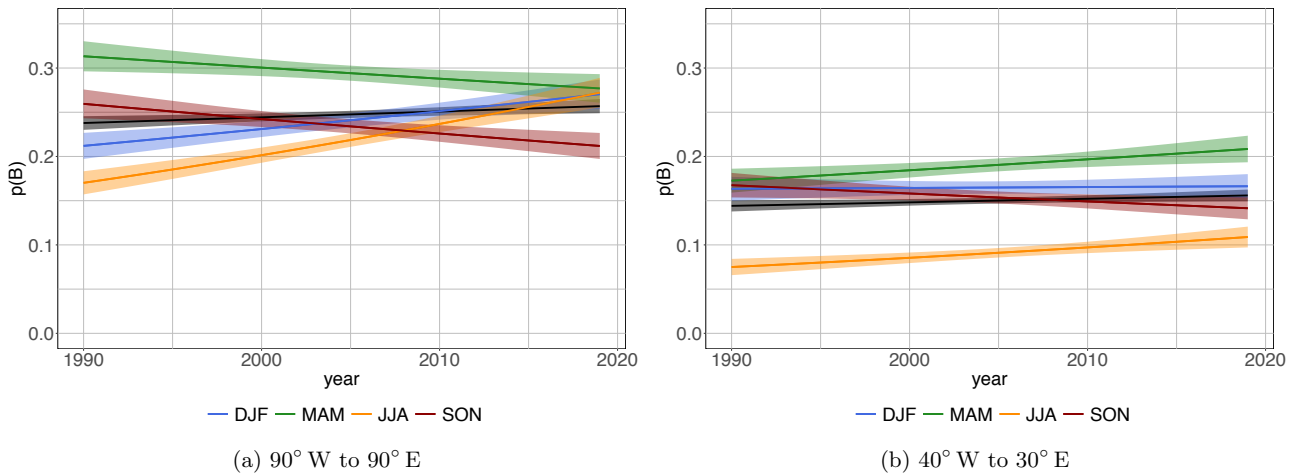 p(B)
0.3
0.2
0.1
0.0
1990 2000 2010 2020
year
DJF MAM JJA SON
(a) 90° W to 90° E
p(B)
0.3
0.2
0.1
0.0
1990 2000 2010 2020
year
DJF MAM JJA SON
(b) 40° W to 30° E